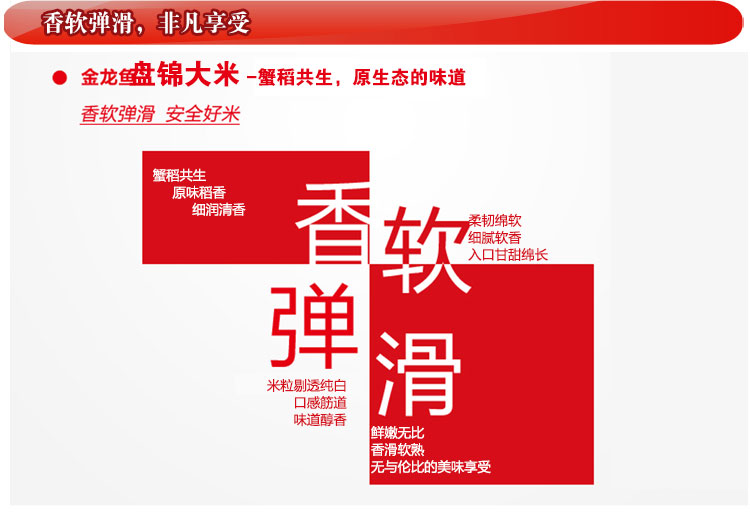 香软弹滑，非凡享受
金龙鱼盘锦大米-蟹稻共生，原生态的味道
香软弹滑 安全好米
蟹稻共生
原味稻香
细润清香
香
软
柔韧绵软
细腻软香
入口甘甜绵长
弹
米粒剔透纯白
口感筋道
味道醇香
滑
鲜嫩无比
香滑软熟
无与伦比的美味享受